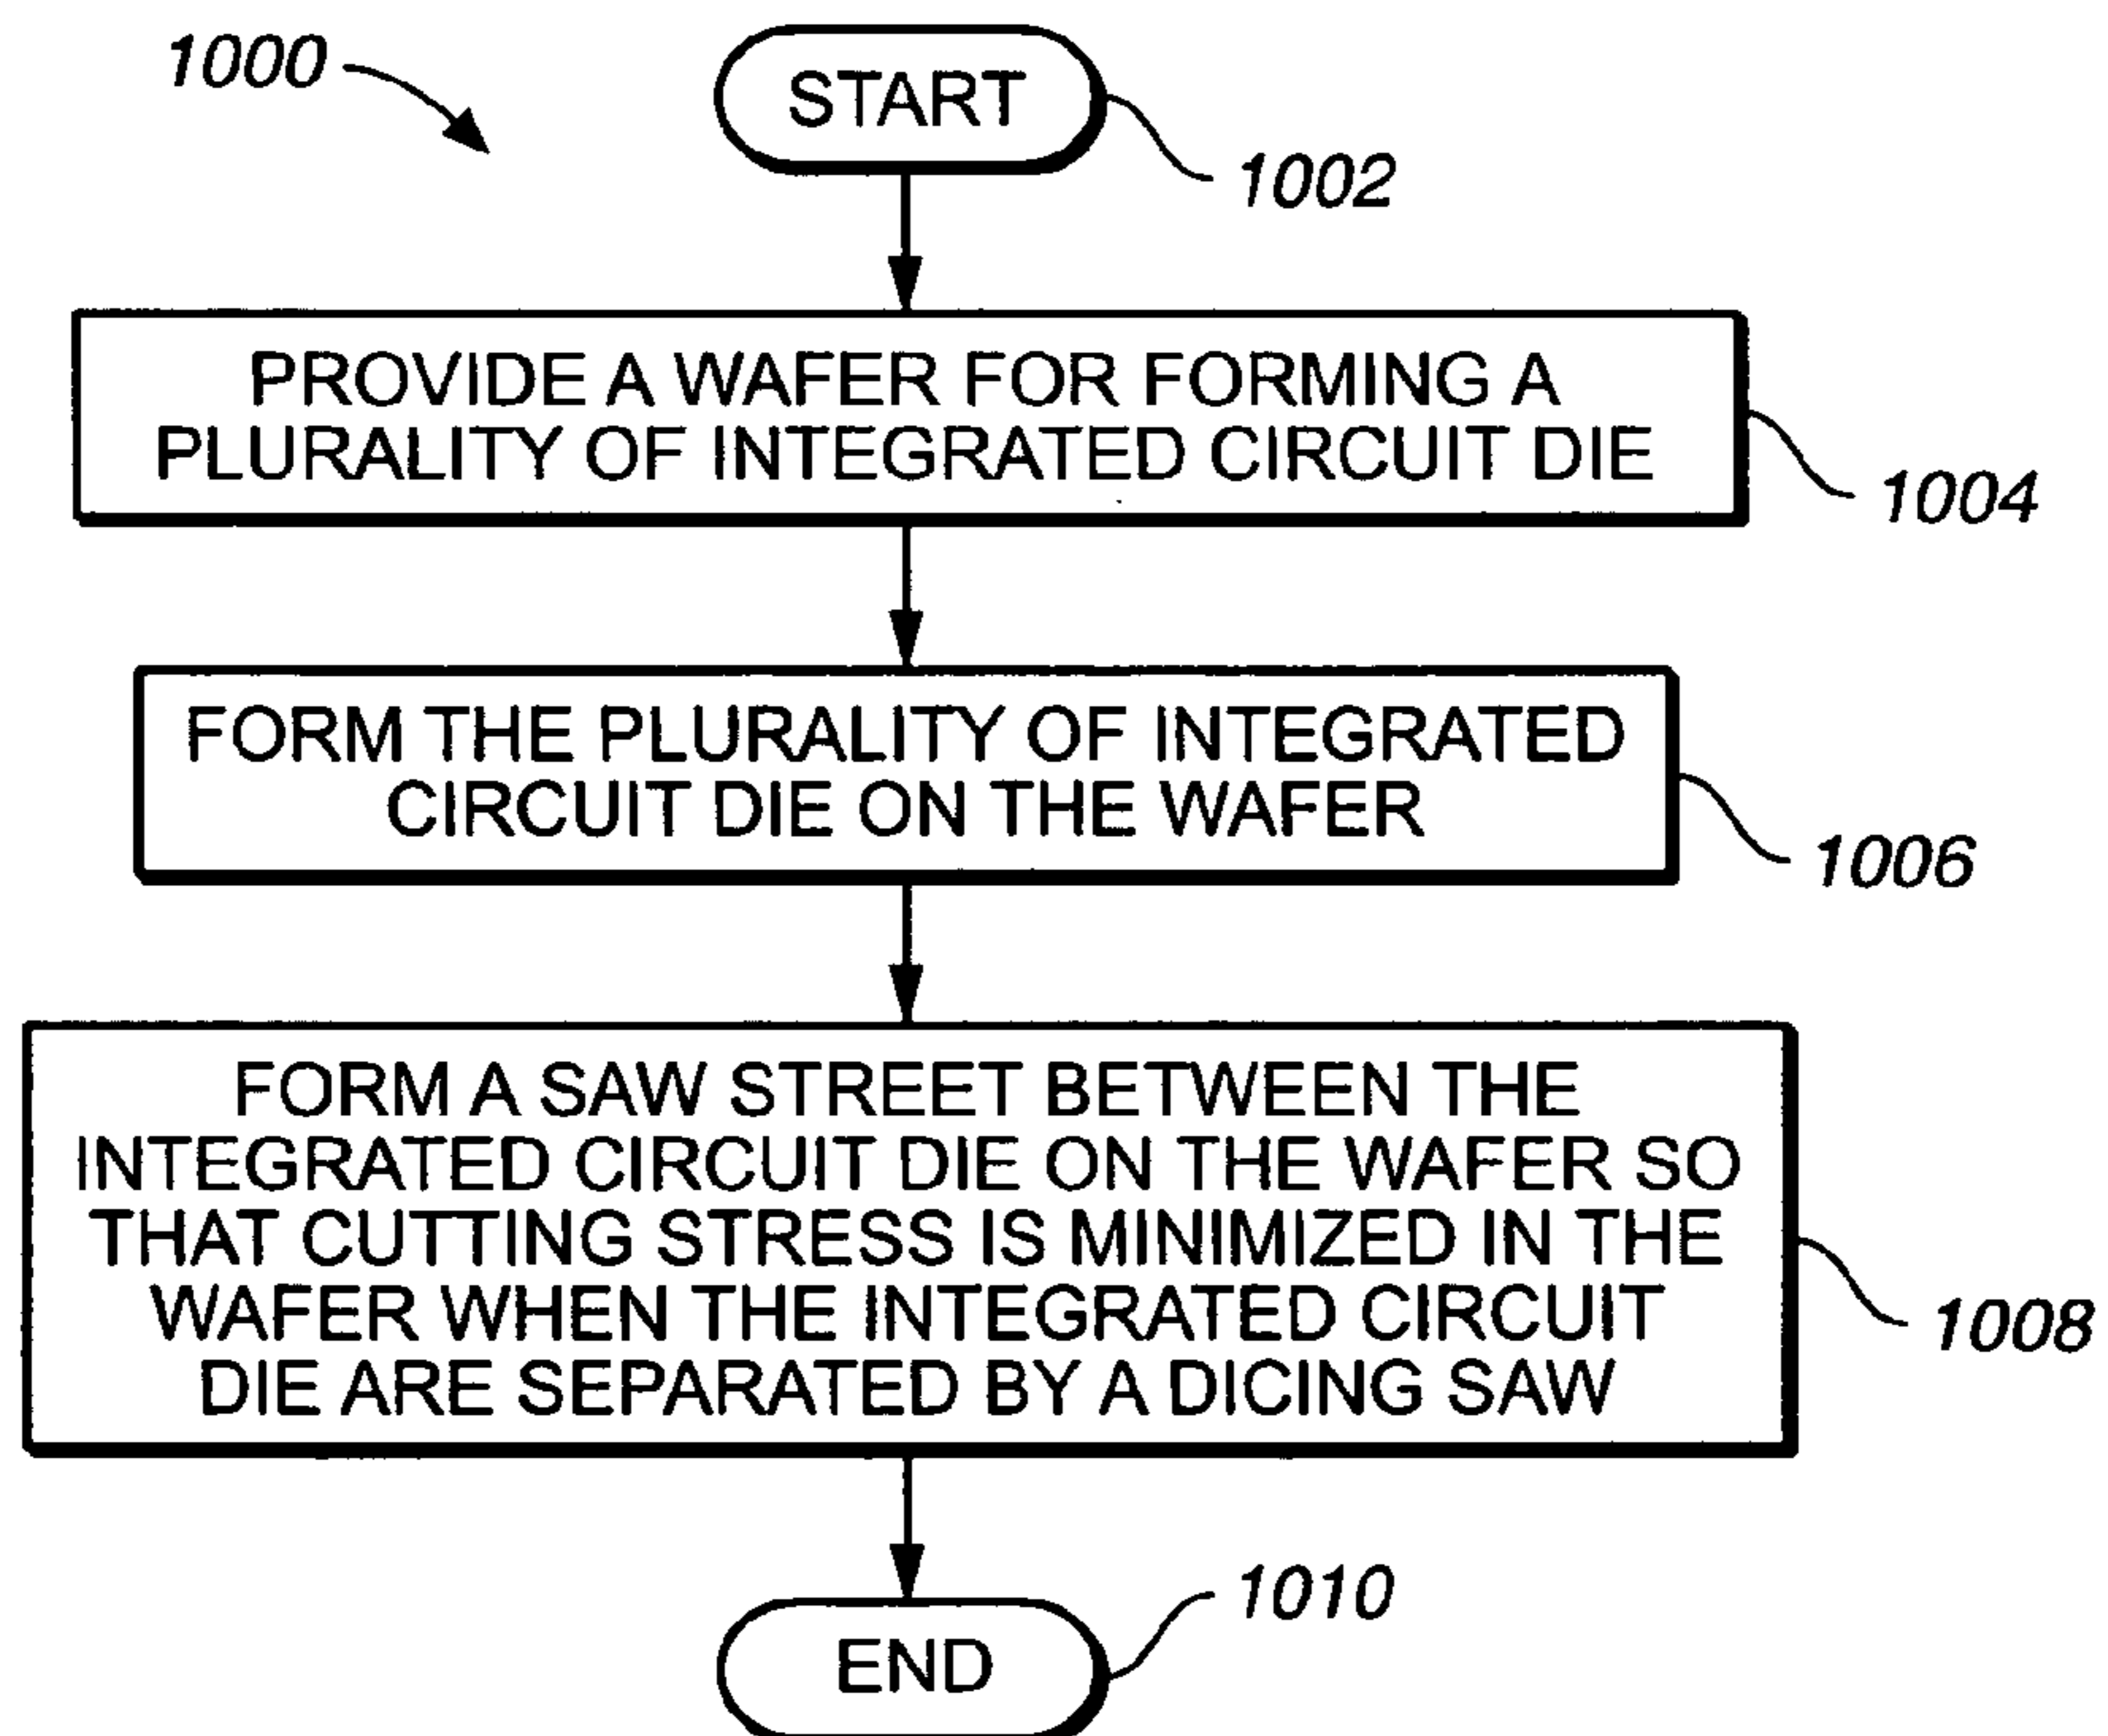 1000
START
1002
PROVIDE A WAFER FOR FORMING A
PLURALITY OF INTEGRATED CIRCUIT DIE
1004
FORM THE PLURALITY OF INTEGRATED
CIRCUIT DIE ON THE WAFER
1006
FORM A SAW STREET BETWEEN THE
INTEGRATED CIRCUIT DIE ON THE WAFER SO
THAT CUTTING STRESS IS MINIMIZED IN THE
WAFER WHEN THE INTEGRATED CIRCUIT
DIE ARE SEPARATED BY A DICING SAW
1008
1010
END